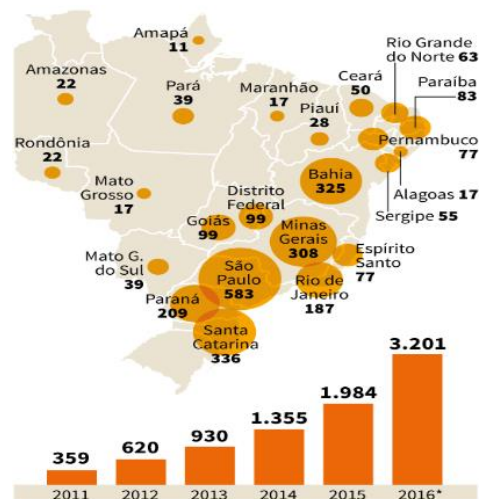 Amapá
11
Rio Grande
do Norte 63
Amazonas
22
Pará
39
Maranhão
17
Ceará
50
Paraíba
83
Piauí
28
Rondônia
22
Pernambuco
77
Mato
Grosso
17
Distrito
Federal
99
Bahia
325
Alagoas 17
Goiás
99
Sergipe 55
Minas
Gerais
308
Mato G.
do Sul
39
Espírito
Santo
77
São
Paulo
583
Rio de
Janeiro
187
Paraná
209
Santa
Catarina
336
3.201
1.984
1.355
930
620
359
2011 2012 2013 2014 2015 2016*